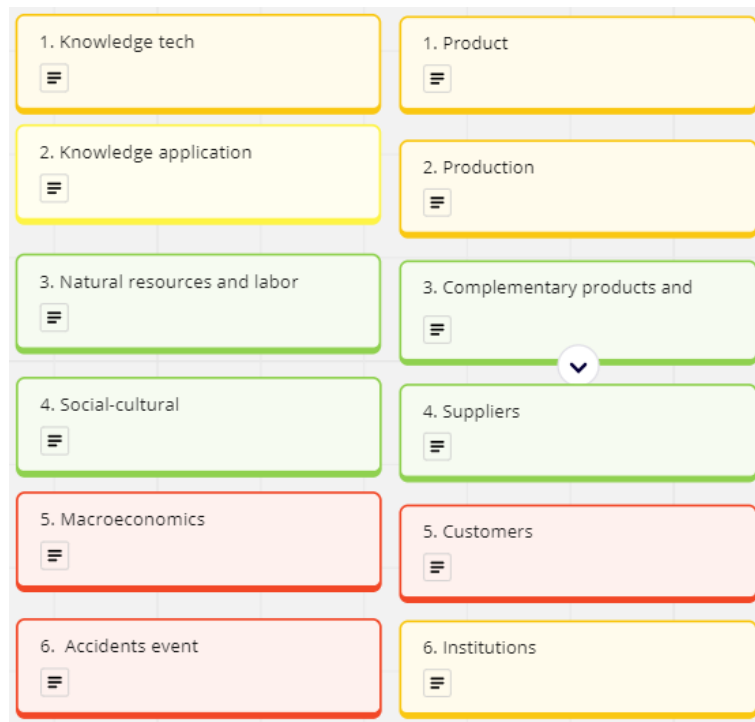 1. Knowledge tech
2. Knowledge application
3. Natural resources and labor
4. Social-cultural
5. Macroeconomics
6. Accidents event
1. Product
2. Production
3. Complementary products and
4. Suppliers
5. Customers
6. Institutions